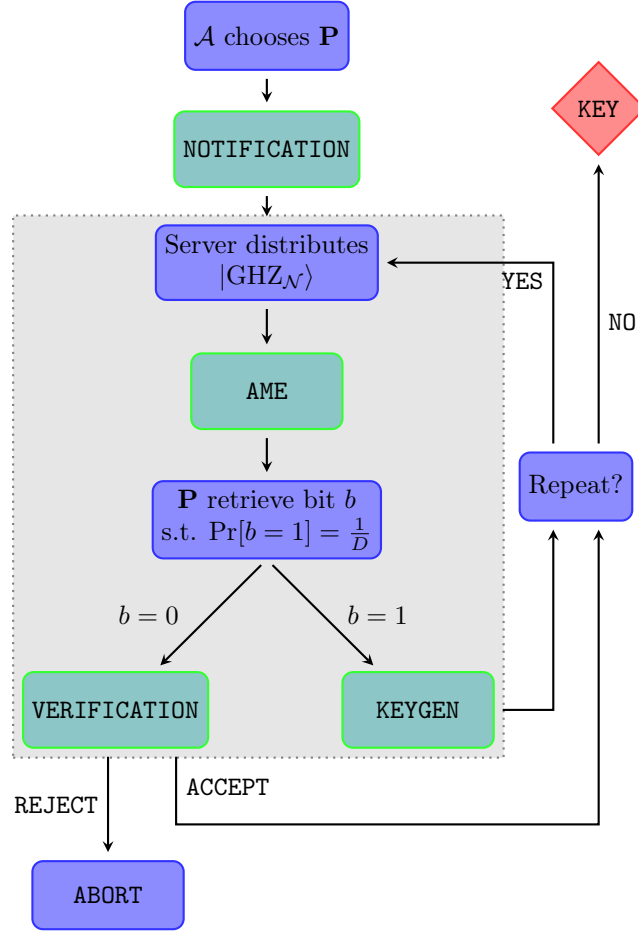 𝒜 chooses 𝐏
KEY
NOTIFICATION
Server distributes
|GHZ_𝒩⟩
YES
NO
AME
𝐏 retrieve bit b
s.t. Pr[b = 1] = 1/D
Repeat?
b = 0
b = 1
VERIFICATION
KEYGEN
REJECT
ACCEPT
ABORT